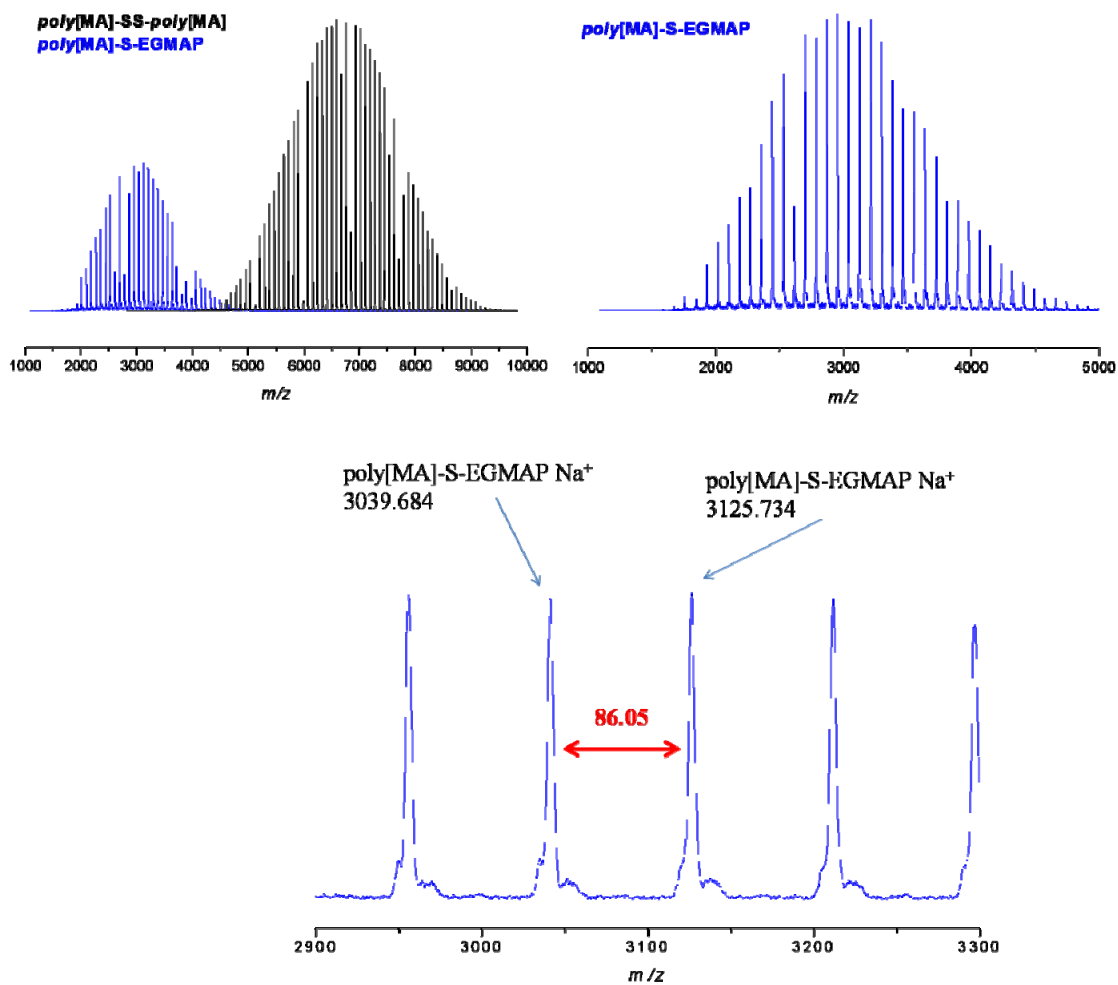 poly[MA]-SS-poly[MA]
poly[MA]-S-EGMAP
1000 2000 3000 4000 5000 6000 7000 8000 9000 10000
m/z
poly[MA]-S-EGMAP
1000 2000 3000 4000 5000
m/z
poly[MA]-S-EGMAP Na⁺
3039.684
poly[MA]-S-EGMAP Na⁺
3125.734
86.05
2900 3000 3100 3200 3300
m/z